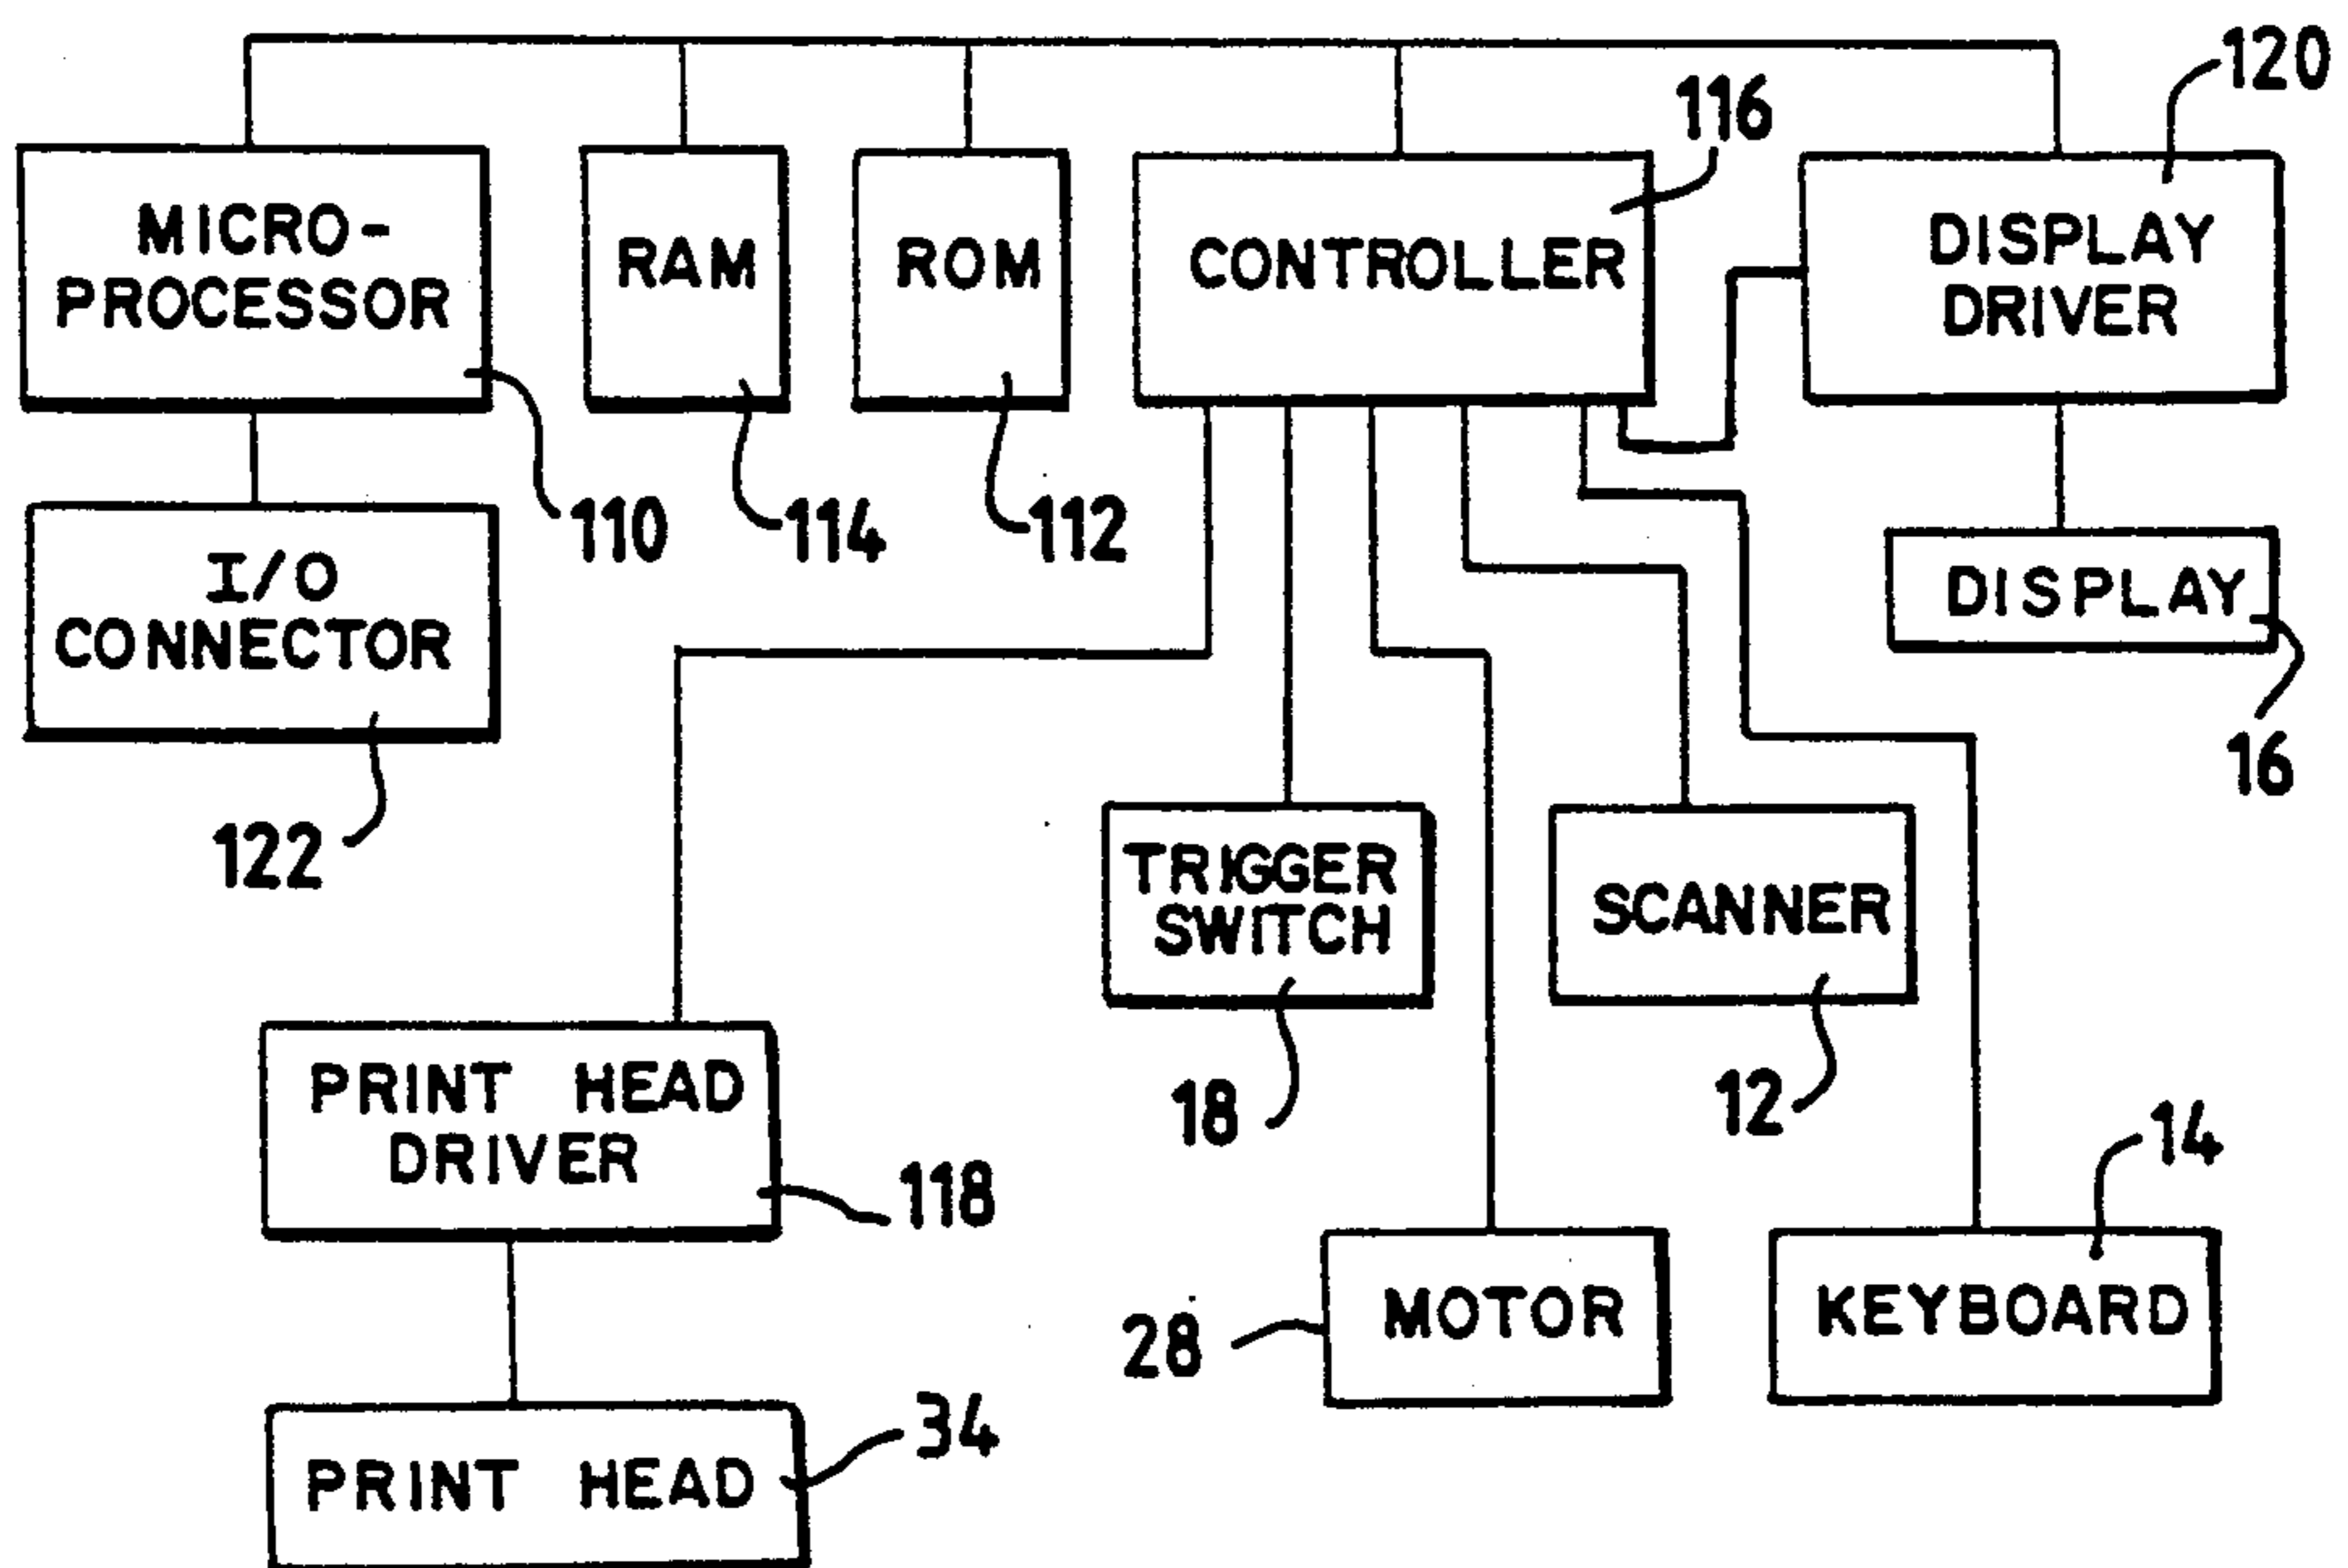 120
116
MICRO-
PROCESSOR
RAM
ROM
CONTROLLER
DISPLAY
DRIVER
110
114
112
I/O
CONNECTOR
DISPLAY
16
122
TRIGGER
SWITCH
SCANNER
18
12
PRINT HEAD
DRIVER
118
14
28
MOTOR
KEYBOARD
34
PRINT HEAD